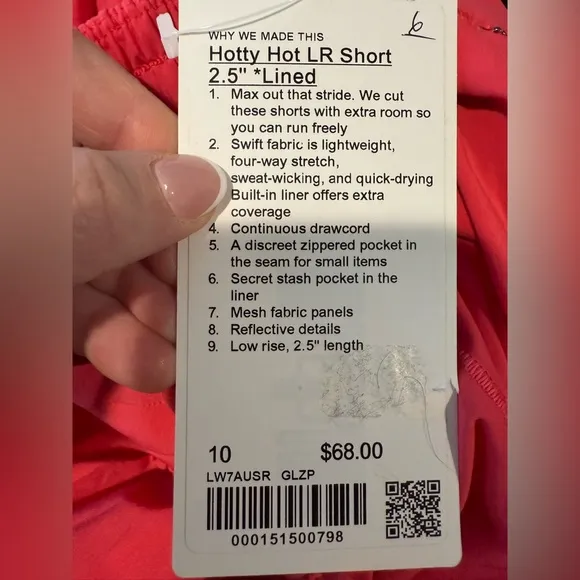 6
WHY WE MADE THIS
Hotty Hot LR Short
2.5" *Lined
1. Max out that stride. We cut
these shorts with extra room so
you can run freely
2. Swift fabric is lightweight,
four-way stretch,
sweat-wicking, and quick-drying
Built-in liner offers extra
coverage
4. Continuous drawcord
5. A discreet zippered pocket in
the seam for small items
6. Secret stash pocket in the
liner
7. Mesh fabric panels
8. Reflective details
9. Low rise, 2.5" length
10 $68.00
LW7AUSR GLZP
000151500798